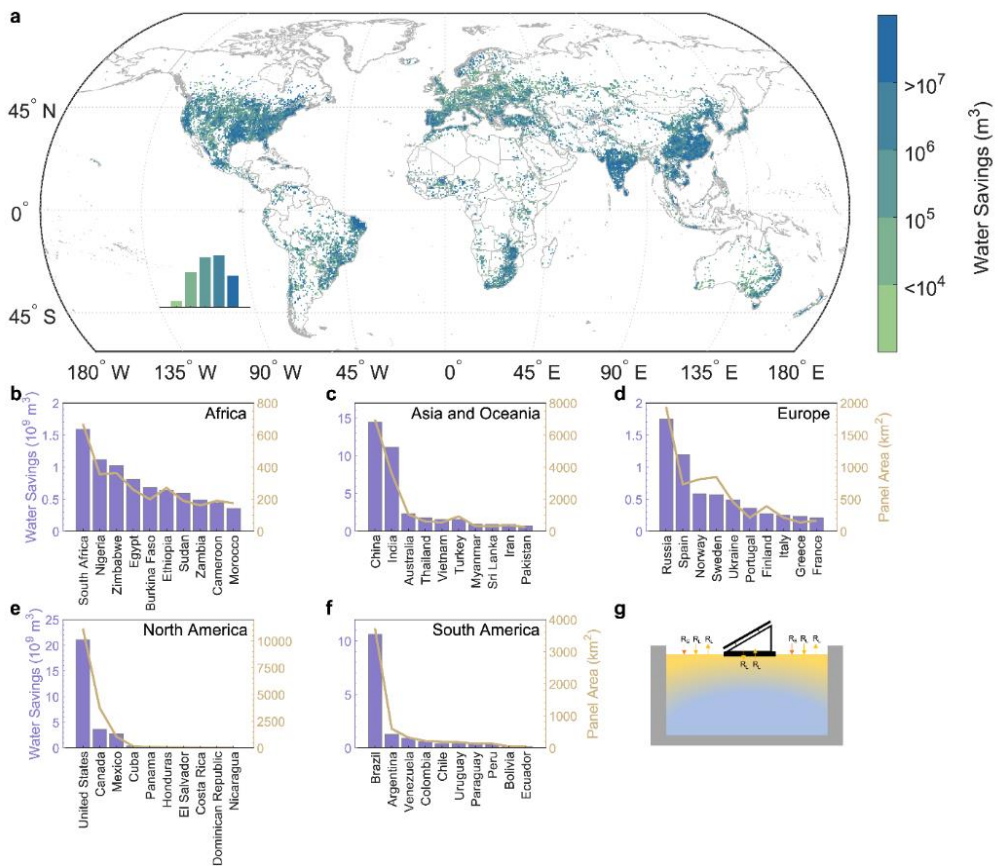 a
45° N
0°
45° S
180° W 135° W 90° W 45° W 0° 45° E 90° E 135° E 180° E
>10⁷
10⁶
10⁵
<10⁴
Water Savings (m³)
b
Africa
Water Savings (10⁹ m³)
2
1.5
1
0.5
0
800
600
400
200
0
South Africa
Nigeria
Zimbabwe
Egypt
Burkina Faso
Ethiopia
Sudan
Zambia
Cameroon
Morocco
c
Asia and Oceania
15
10
5
0
8000
6000
4000
2000
0
China
India
Australia
Thailand
Vietnam
Turkey
Myamar
Sri Lanka
Iran
Pakistan
d
Europe
2
1.5
1
0.5
0
2000
1500
1000
500
0
Panel Area (km²)
Russia
Spain
Norway
Sweden
Ukraine
Portugal
Finland
Italy
Greece
France
e
North America
Water Savings (10⁹ m³)
25
20
15
10
5
0
10000
7500
5000
2500
0
United States
Canada
Mexico
Cuba
Panama
Honduras
El Salvador
Costa Rica
Dominican Republic
Nicaragua
f
South America
10
5
0
4000
3000
2000
1000
0
Panel Area (km²)
Brazil
Argentina
Venezuela
Colombia
Chile
Uruguay
Paraguay
Peru
Bolivia
Ecuador
g